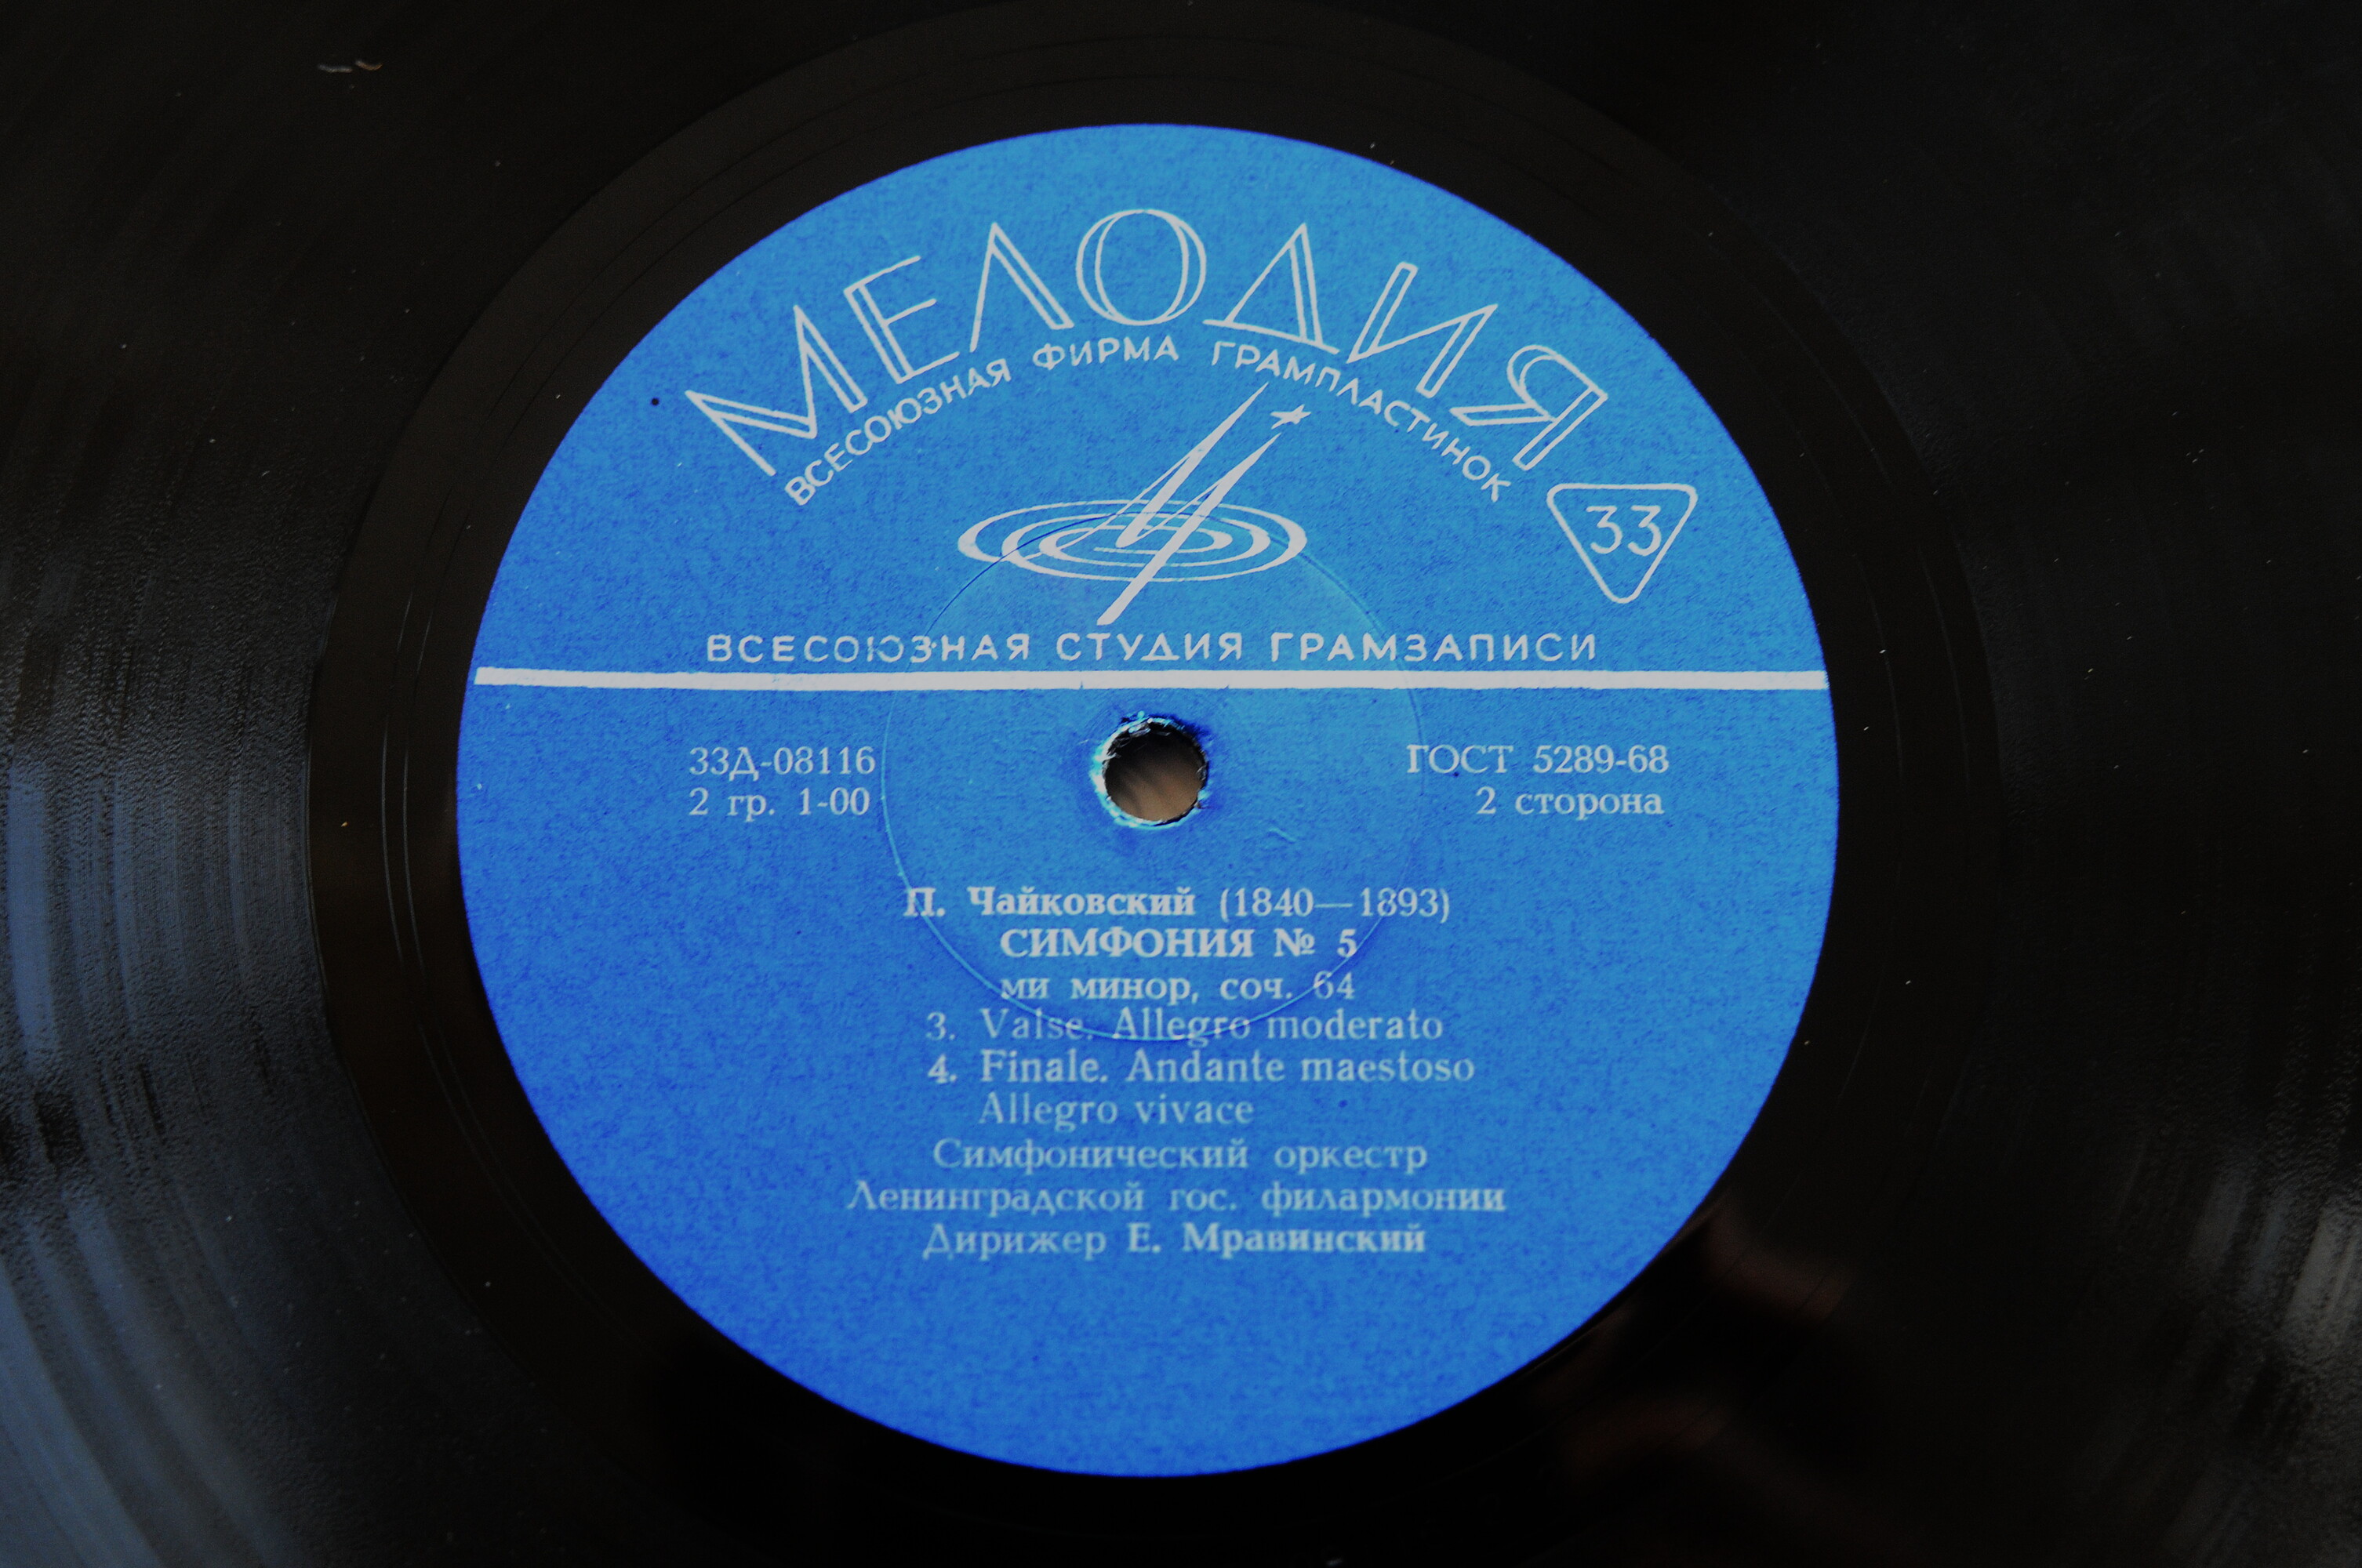 МЕЛОДИЯ
ВСЕСОЮЗНАЯ ФИРМА ГРАМПЛАСТИНОК
33
ВСЕСОЮЗНАЯ СТУДИЯ ГРАМЗАПИСИ
33Д-08116
ГОСТ 5289-68
2 гр. 1-00
2 сторона
П. Чайковский (1840—1893)
СИМФОНИЯ № 5
ми минор, соч. 64
3. Valse. Allegro moderato
4. Finale. Andante maestoso
Allegro vivace
Симфонический оркестр
Ленинградской гос. филармонии
Дирижер Е. Мравинский